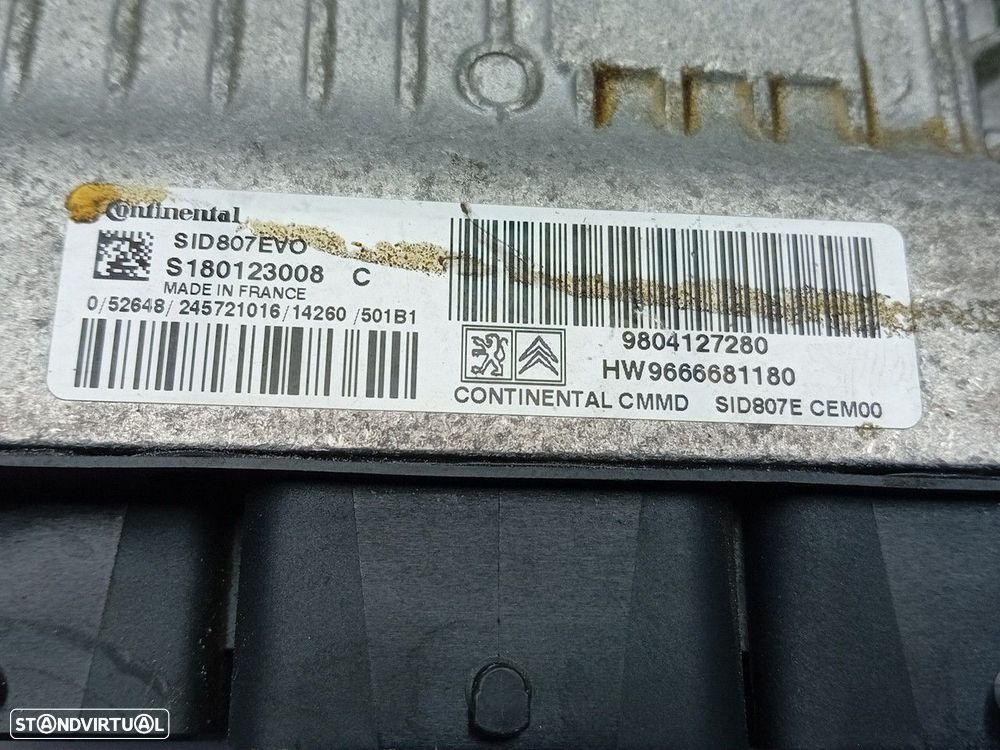 Continental
SID807EVO
S180123008 C
MADE IN FRANCE
0/52648/245721016/14260/501B1
9804127280
HW9666681180
CONTINENTAL CMMD SID807E CEM00
STANDVIRTUAL